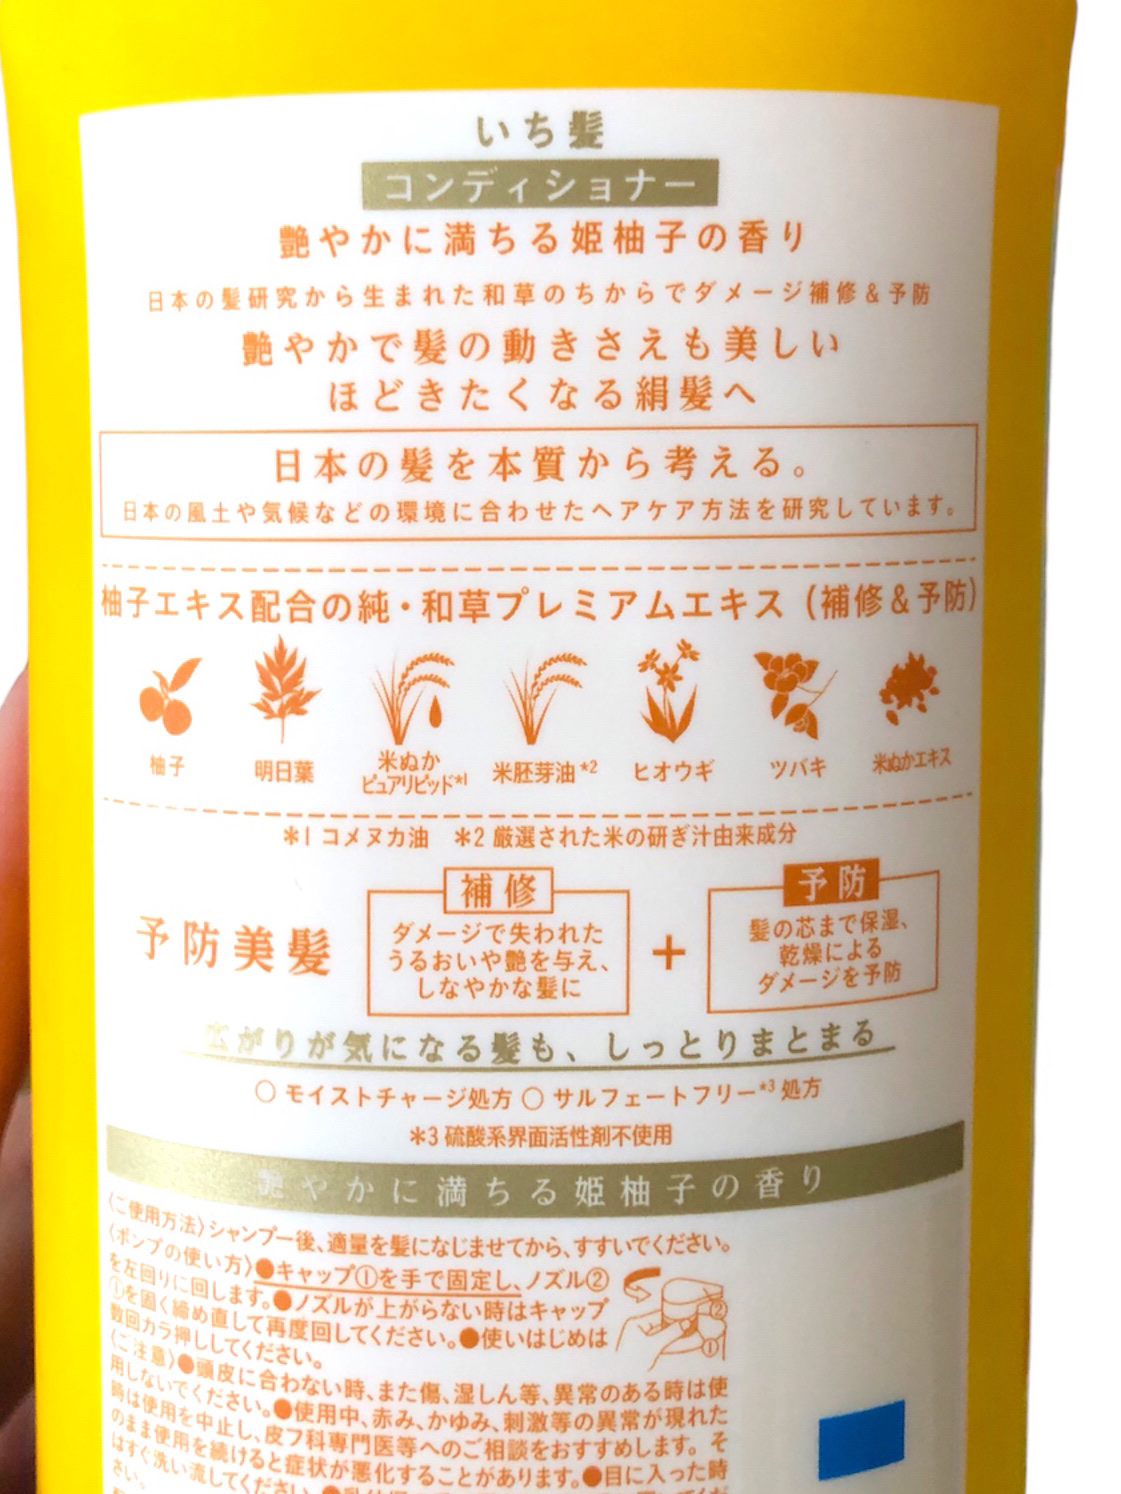 いち髪
コンディショナー
艶やかに満ちる姫柚子の香り
日本の髪研究から生まれた和草のちからでダメージ補修&予防
艶やかで髪の動きさえも美しい
ほどきたくなる絹髪へ
日本の髪を本質から考える。
日本の風土や気候などの環境に合わせたヘアケア方法を研究しています。
柚子エキス配合の純・和草プレミアムエキス(補修&予防)
柚子
明日葉
米ぬか
ピュアリピッド*1
米胚芽油*2
ヒオウギ
ツバキ
米ぬかエキス
*1 コメヌカ油 *2 厳選された米の研ぎ汁由来成分
予防美髪
補修
ダメージで失われた
うるおいや艶を与え、
しなやかな髪に
+
予防
髪の芯まで保湿、
乾燥による
ダメージを予防
広がりが気になる髪も、しっとりまとまる
○ モイストチャージ処方 ○ サルフェートフリー*3処方
*3 硫酸系界面活性剤不使用
艶やかに満ちる姫柚子の香り
〈ご使用方法〉シャンプー後、適量を髪になじませてから、すすいでください。
〈ポンプの使い方〉●キャップ①を手で固定し、ノズル②
を左回りに回します。●ノズルが上がらない時はキャップ
①を固く締め直して再度回してください。●使いはじめは
数回カラ押ししてください。
②
①
〈ご注意〉●頭皮に合わない時、また傷、湿しん等、異常のある時は使
用しないでください。●使用中、赤み、かゆみ、刺激等の異常が現れた
時は使用を中止し、皮フ科専門医等へのご相談をおすすめします。そ
のまま使用を続けると症状が悪化することがあります。●目に入った時
はすぐ洗い流してください。
さい。